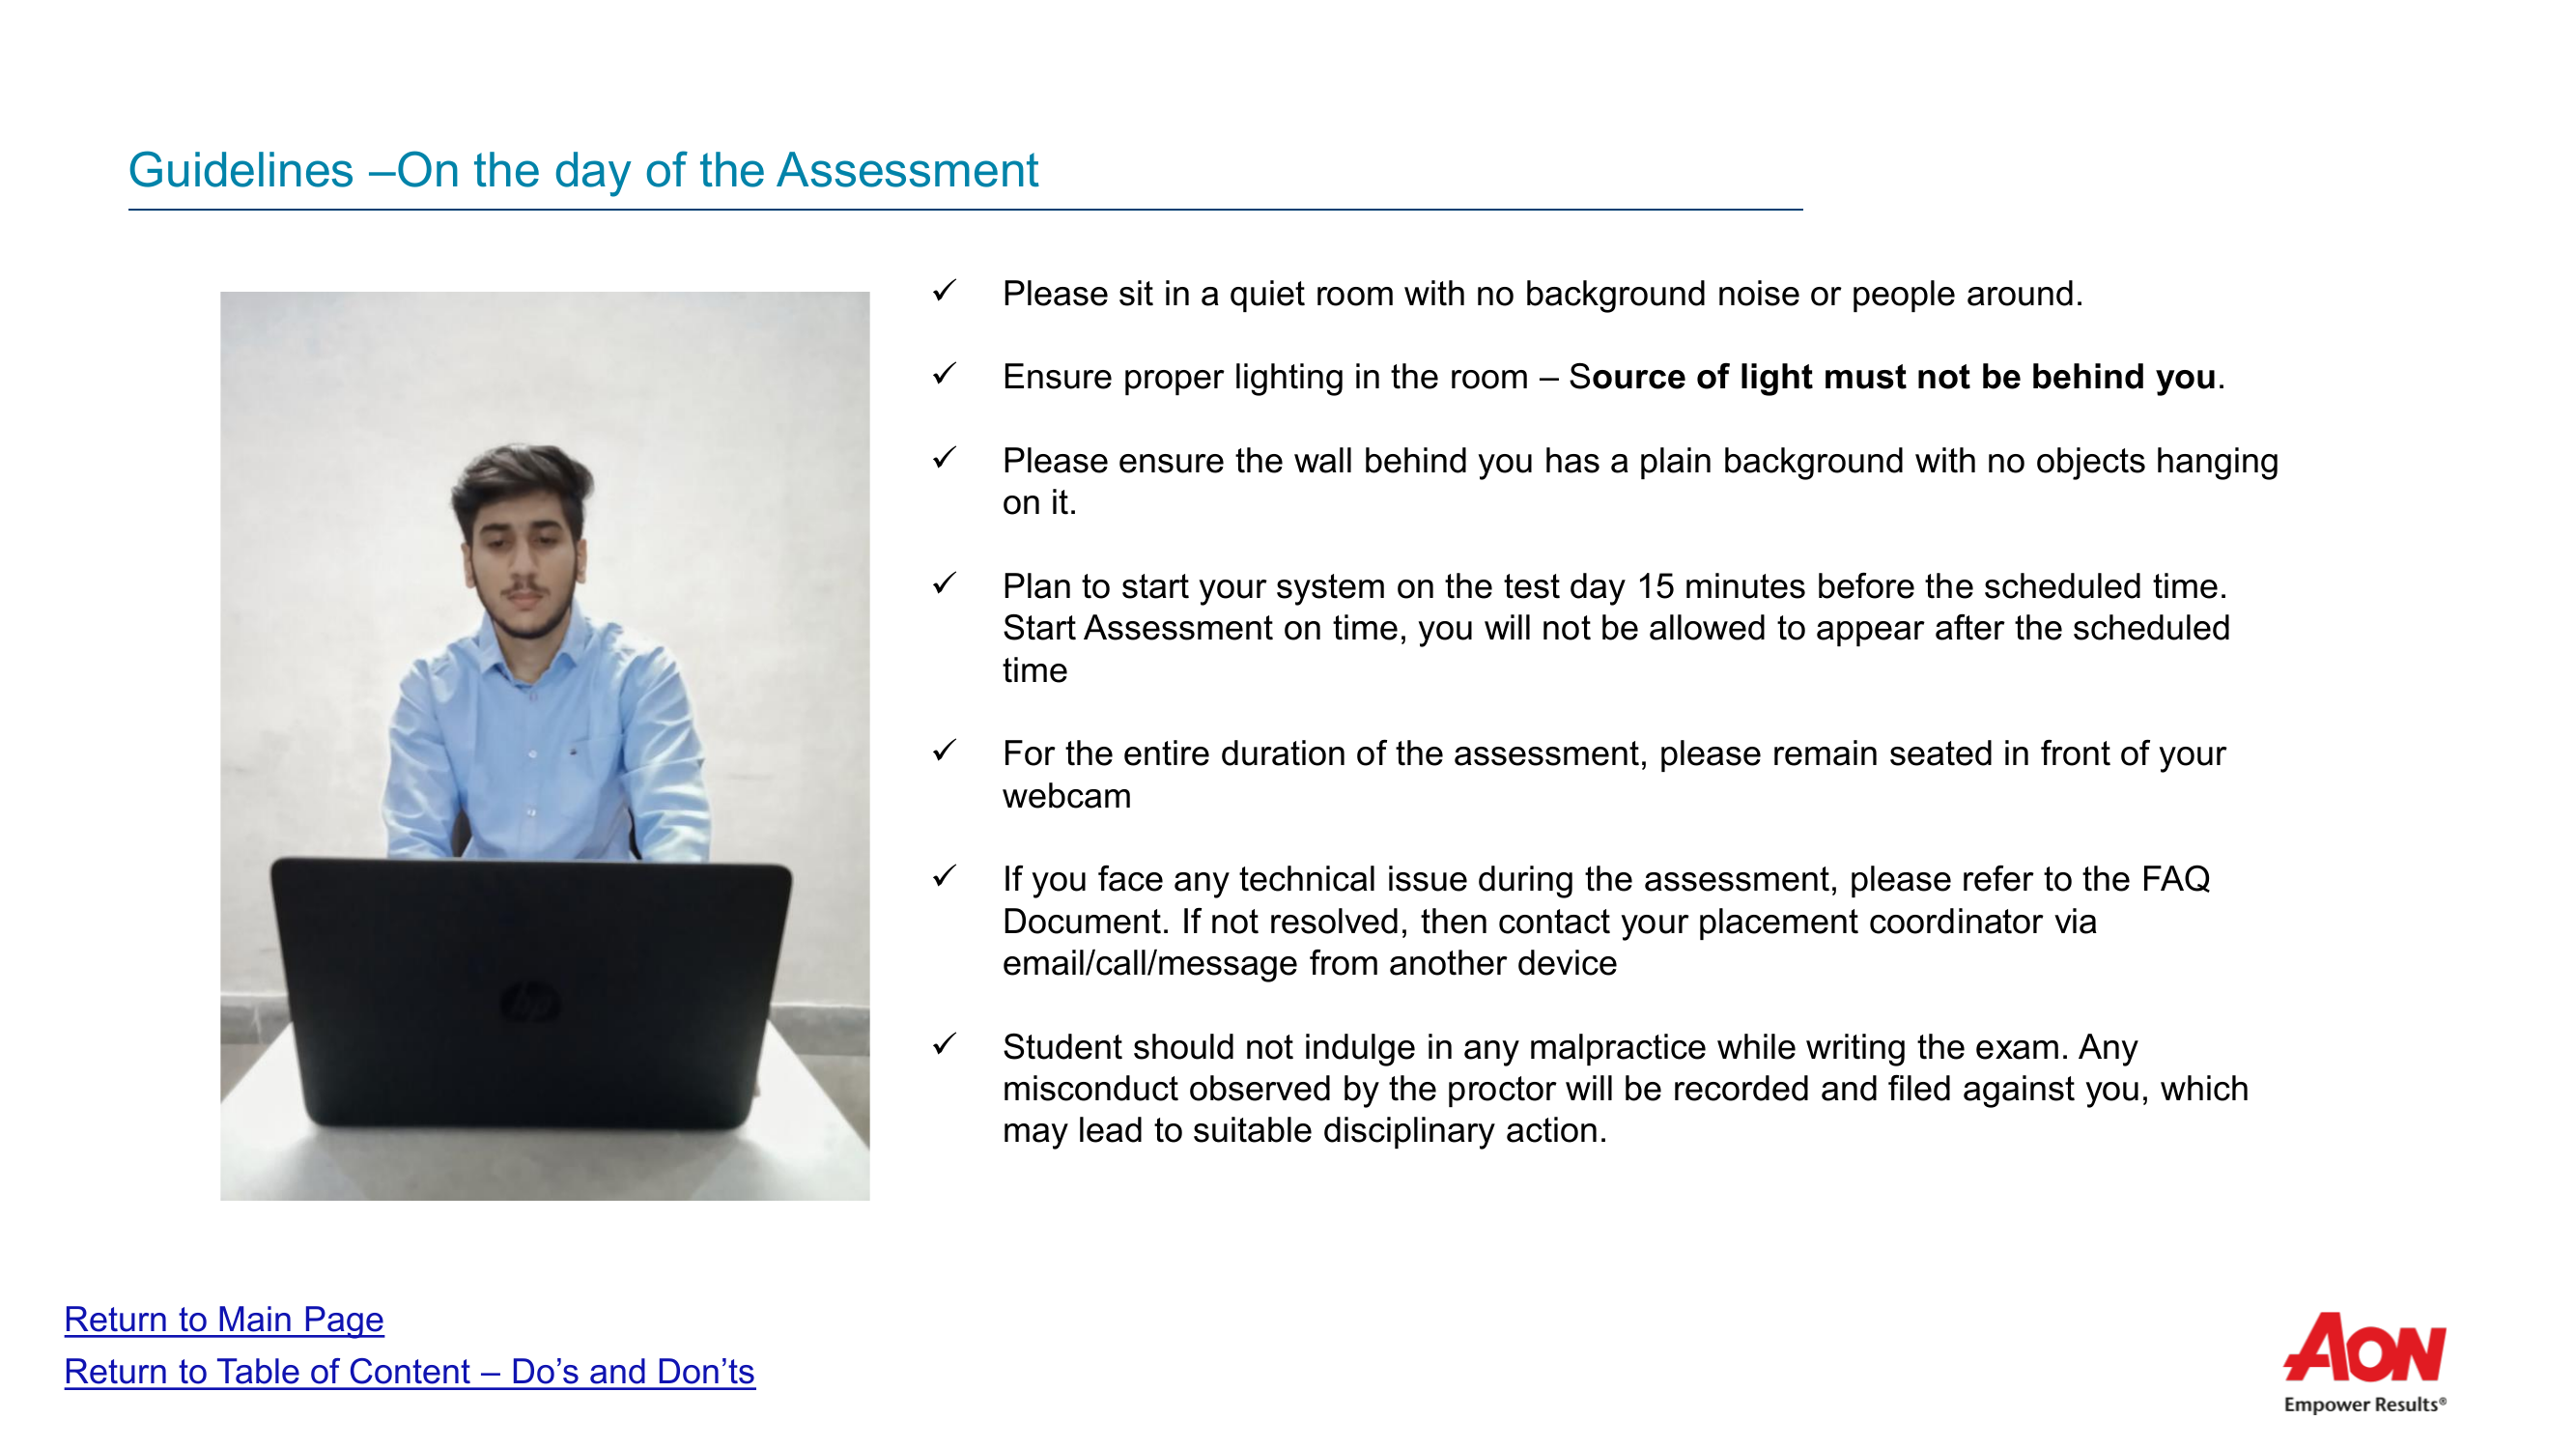 Guidelines –On the day of the Assessment
✓ Please sit in a quiet room with no background noise or people around.
✓ Ensure proper lighting in the room – Source of light must not be behind you.
✓ Please ensure the wall behind you has a plain background with no objects hanging
on it.
✓ Plan to start your system on the test day 15 minutes before the scheduled time.
Start Assessment on time, you will not be allowed to appear after the scheduled
time
✓ For the entire duration of the assessment, please remain seated in front of your
webcam
✓ If you face any technical issue during the assessment, please refer to the FAQ
Document. If not resolved, then contact your placement coordinator via
email/call/message from another device
✓ Student should not indulge in any malpractice while writing the exam. Any
misconduct observed by the proctor will be recorded and filed against you, which
may lead to suitable disciplinary action.
hp
Return to Main Page
Return to Table of Content – Do’s and Don’ts
AON
Empower Results®